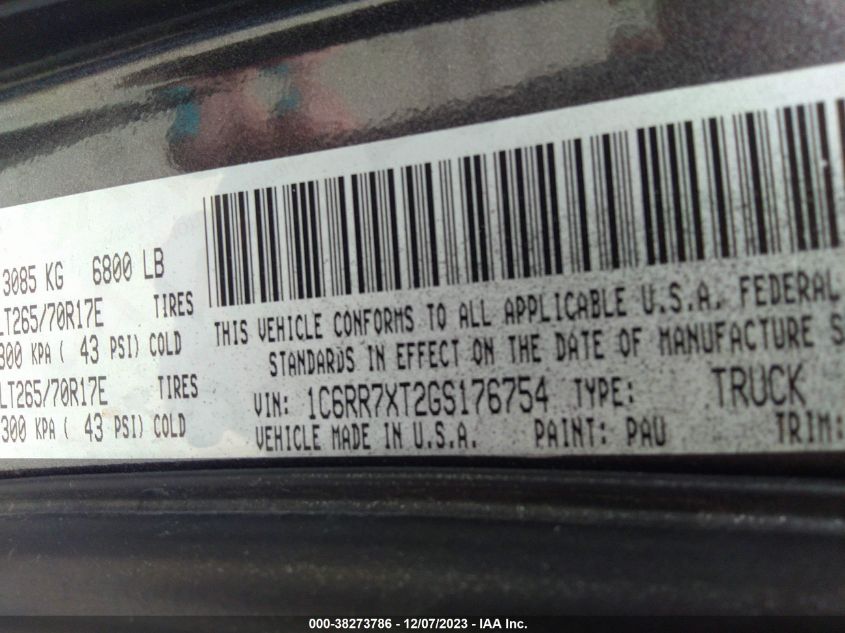 3085 KG 6800 LB
LT265/70R17E TIRES
300 KPA ( 43 PSI) COLD
LT265/70R17E TIRES
300 KPA ( 43 PSI) COLD
THIS VEHICLE CONFORMS TO ALL APPLICABLE U.S.A. FEDERAL
STANDARDS IN EFFECT ON THE DATE OF MANUFACTURE S
VIN: 1C6RR7XT2GS176754 TYPE: TRUCK
VEHICLE MADE IN U.S.A. PAINT: PAU TRIM:
000-38273786 - 12/07/2023 - IAA Inc.